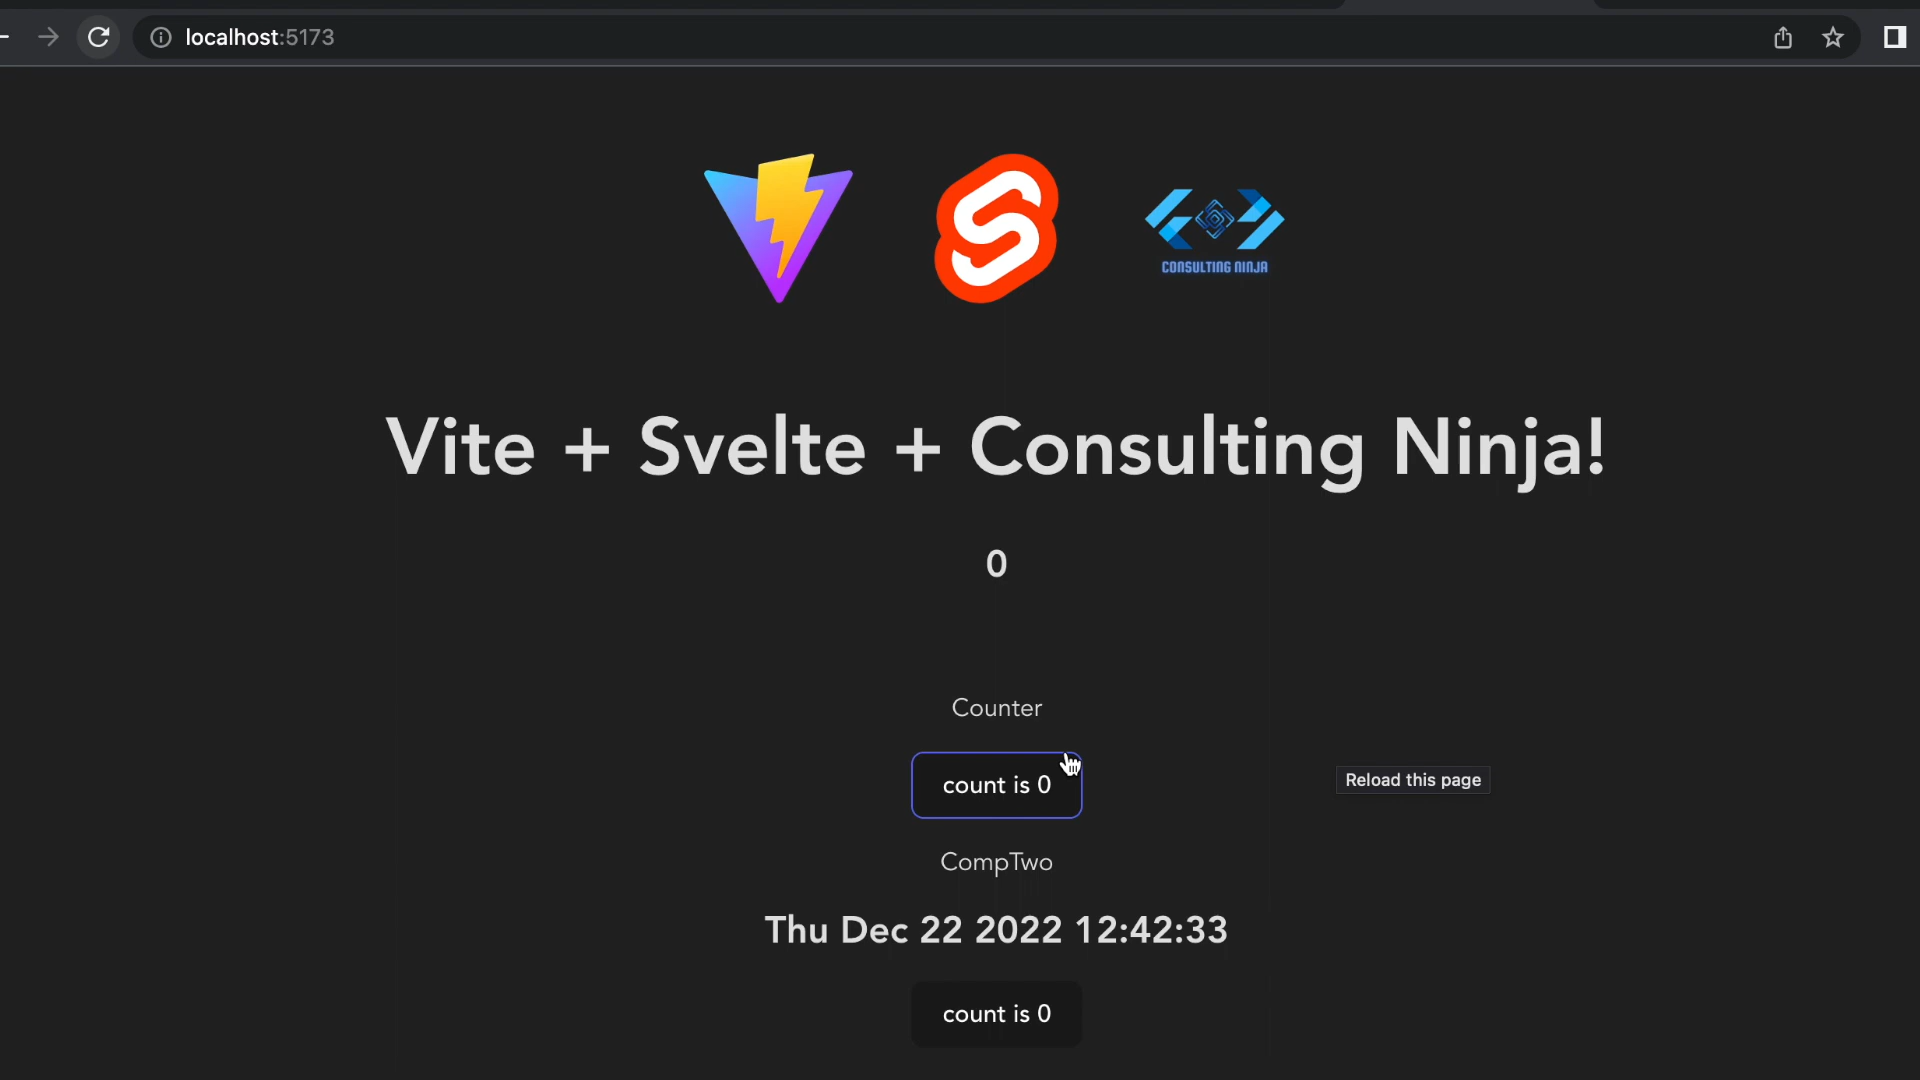 localhost:5173
CONSULTING NINJA
Vite + Svelte + Consulting Ninja!
0
Counter
count is 0
Reload this page
CompTwo
Thu Dec 22 2022 12:42:33
count is 0